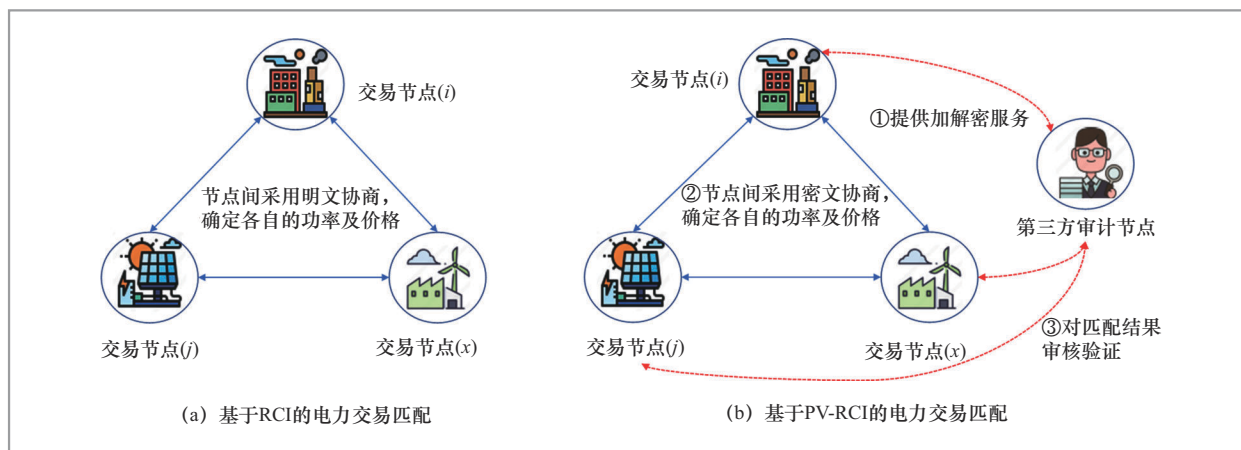 交易节点(i)
节点间采用明文协商，
确定各自的功率及价格
交易节点(j)
交易节点(x)
(a) 基于RCI的电力交易匹配
交易节点(i)
①提供加解密服务
②节点间采用密文协商，
确定各自的功率及价格
第三方审计节点
③对匹配结果
审核验证
交易节点(j)
交易节点(x)
(b) 基于PV-RCI的电力交易匹配